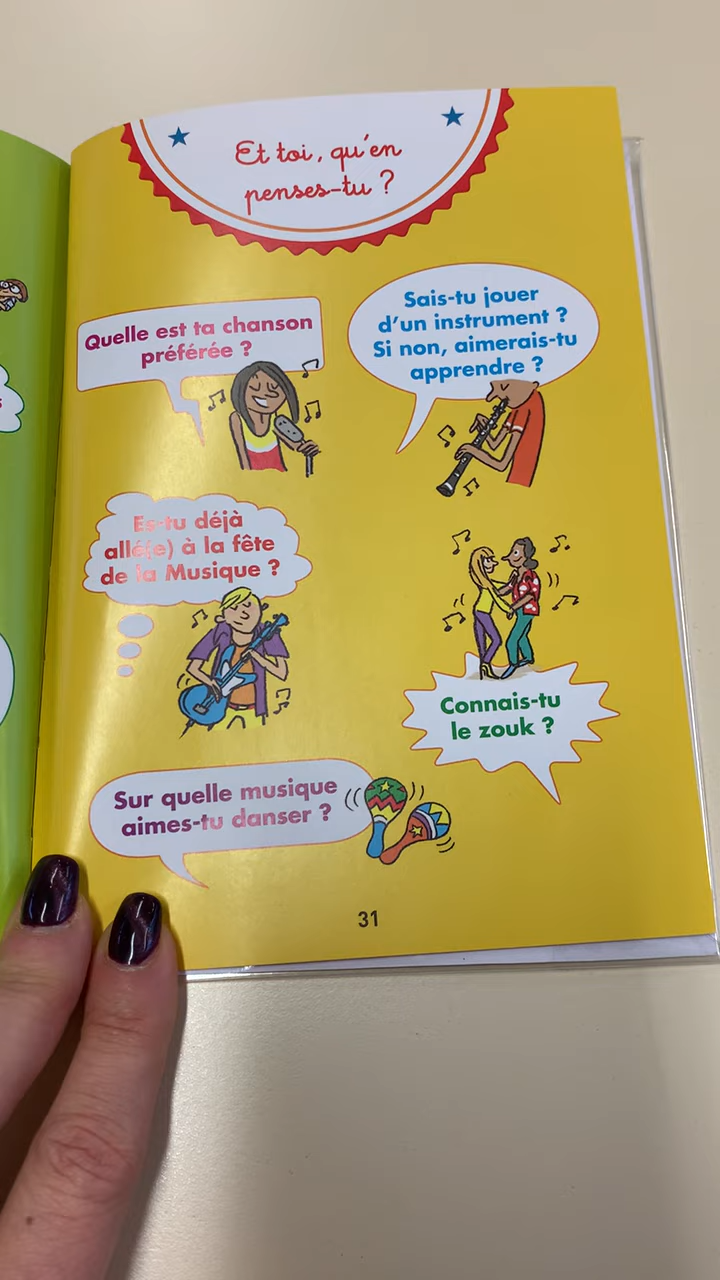 Et toi, qu'en
penses-tu ?
Quelle est ta chanson
préférée ?
Sais-tu jouer
d'un instrument ?
Si non, aimerais-tu
apprendre ?
Es-tu déjà
allé(e) à la fête
de la Musique ?
Connais-tu
le zouk ?
Sur quelle musique
aimes-tu danser ?
31